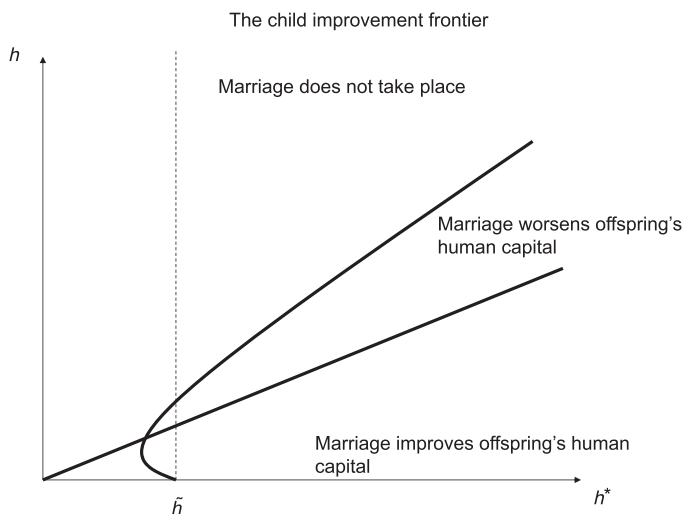 The child improvement frontier
h
Marriage does not take place
Marriage worsens offspring’s
human capital
Marriage improves offspring’s human
capital
h̃
h*